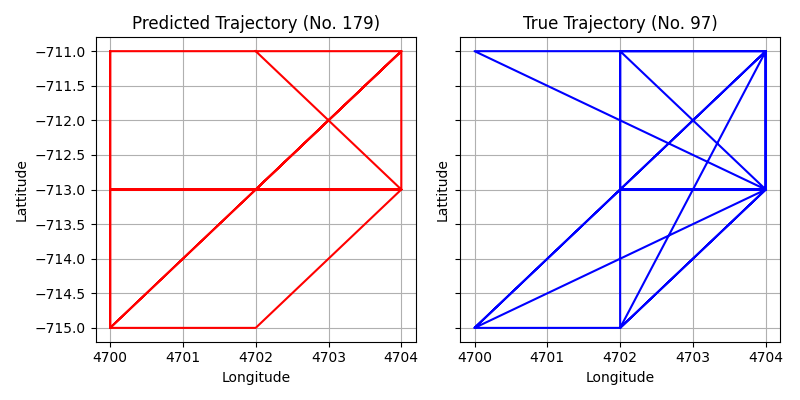 Predicted Trajectory (No. 179)
True Trajectory (No. 97)
−711.0
−711.5
−712.0
−712.5
−713.0
−713.5
−714.0
−714.5
−715.0
Lattitude
Lattitude
4700 4701 4702 4703 4704
4700 4701 4702 4703 4704
Longitude
Longitude